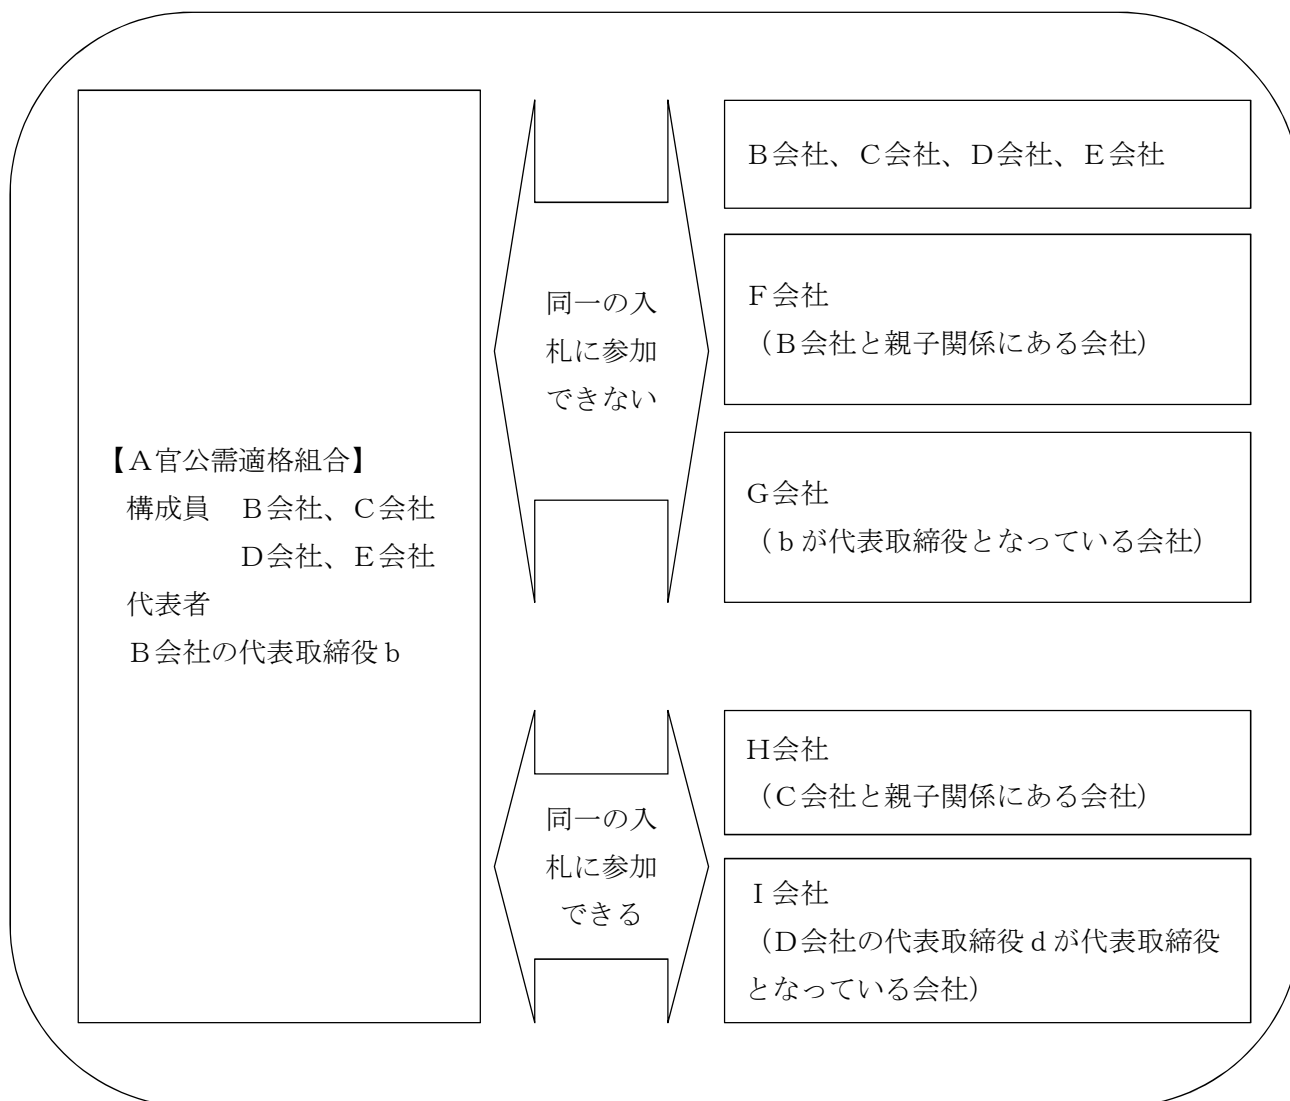 【Ａ官公需適格組合】
構成員　Ｂ会社、Ｃ会社
Ｄ会社、Ｅ会社
代表者
Ｂ会社の代表取締役ｂ
同一の入
札に参加
できない
Ｂ会社、Ｃ会社、Ｄ会社、Ｅ会社
Ｆ会社
（Ｂ会社と親子関係にある会社）
Ｇ会社
（ｂが代表取締役となっている会社）
同一の入
札に参加
できる
Ｈ会社
（Ｃ会社と親子関係にある会社）
Ｉ会社
（Ｄ会社の代表取締役ｄが代表取締役
となっている会社）